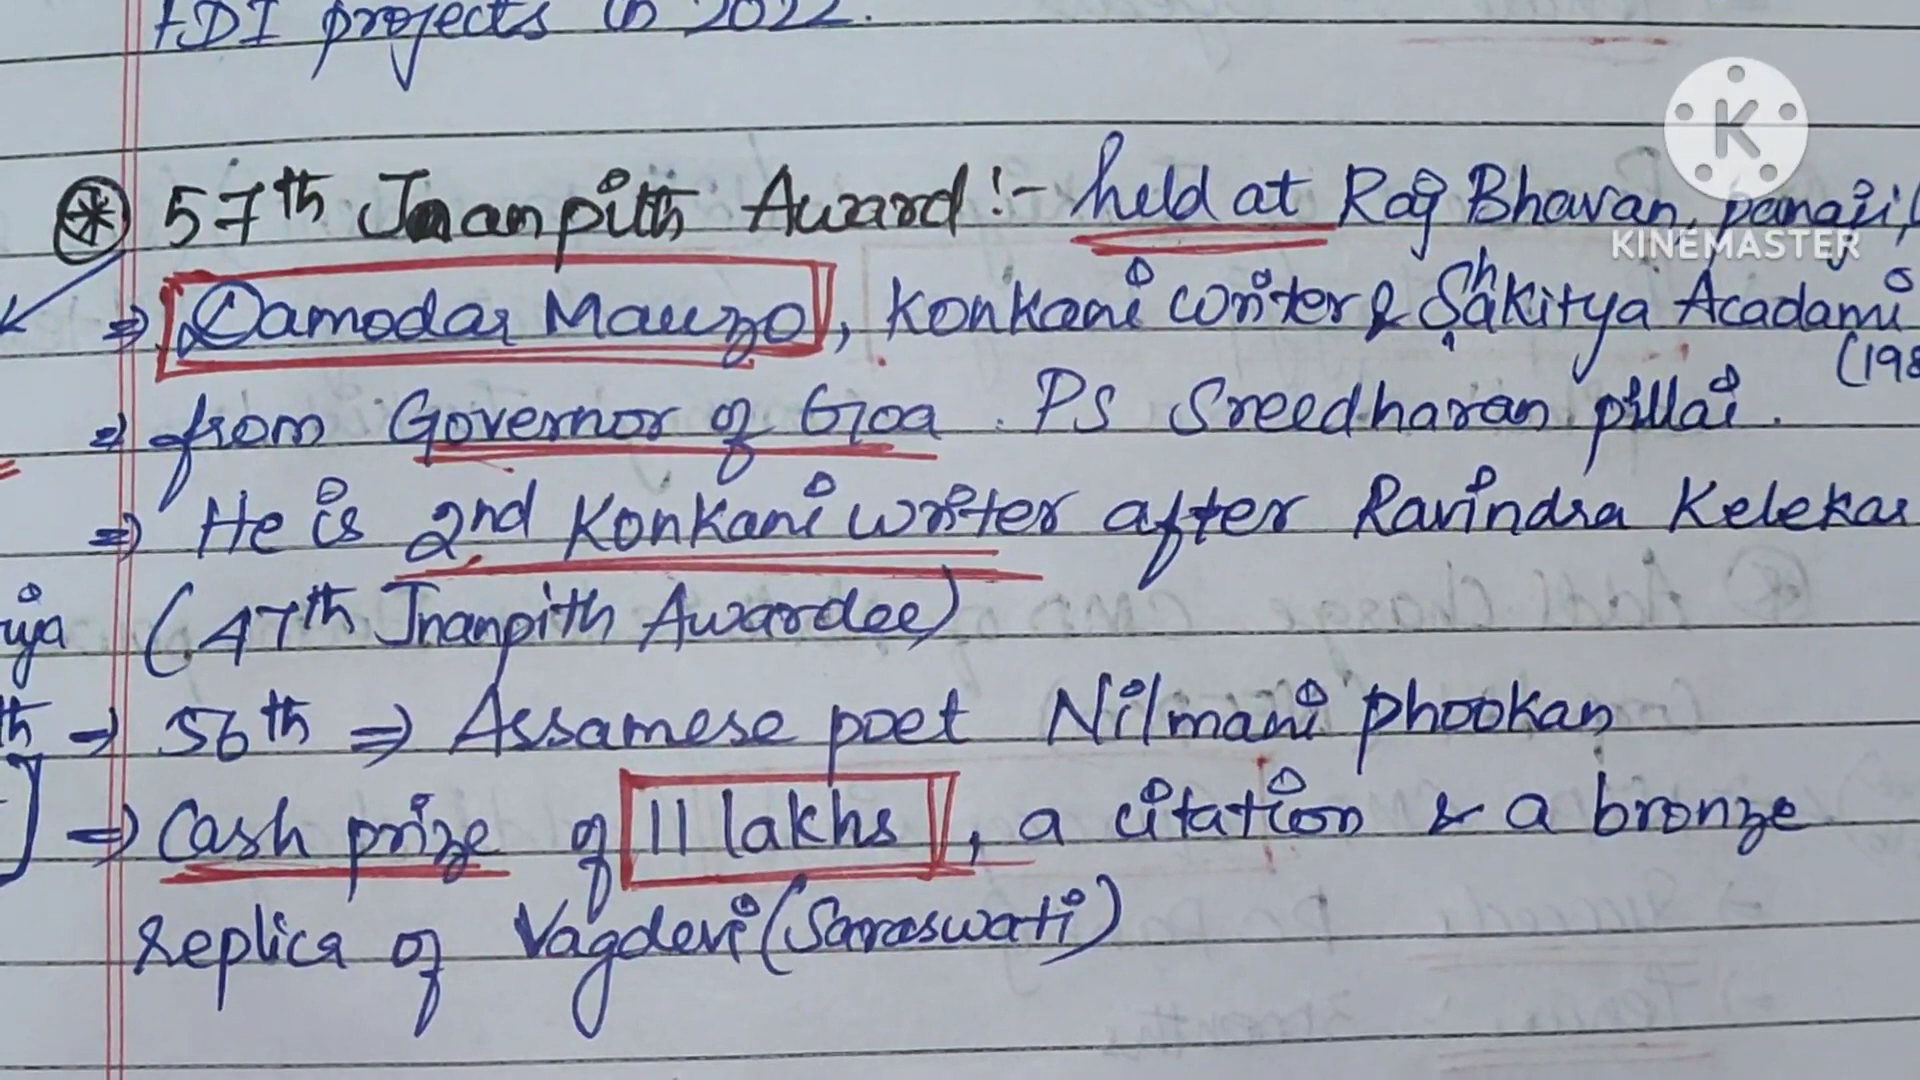 FDI projects in 2022.
57th Jnanpith Award :- held at Raj Bhavan, panaji,
K
KINEMASTER
⇒ Damodar Mauzo, Konkani writer & Sahitya Acadami
(198
⇒ from Governor of Goa . PS Sreedharan pillai.
⇒ He is 2nd Konkani writer after Ravindra Kelekar
(47th Jnanpith Awardee)
→ 56th ⇒ Assamese poet Nilmani phookan
⇒ Cash prize of 11 lakhs, a citation & a bronze
replica of Vagdevi (Saraswati)